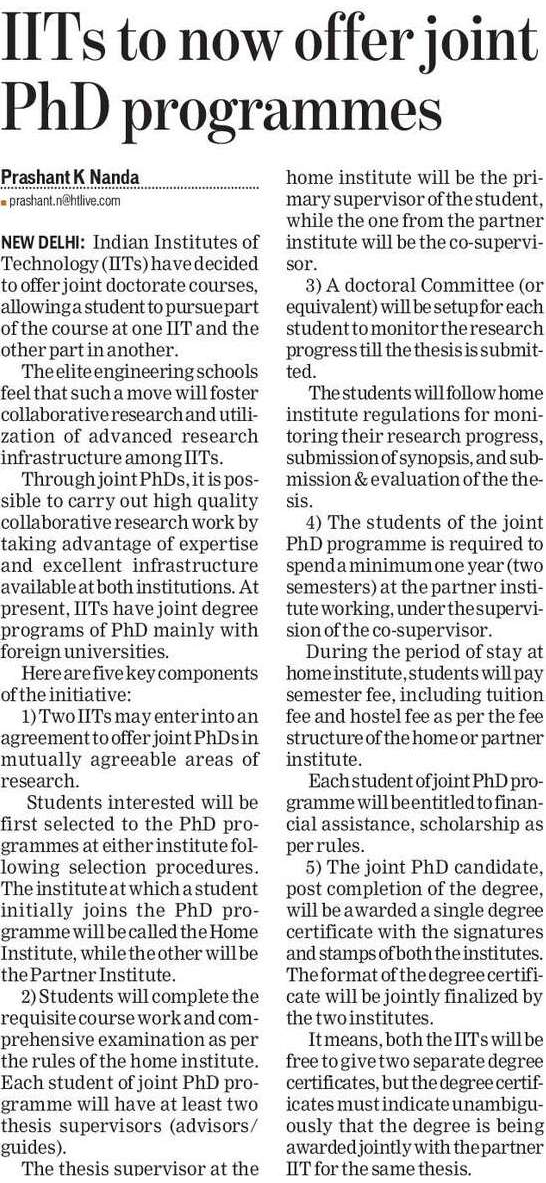 IITs to now offer joint
PhD programmes
Prashant K Nanda
prashant.n@htlive.com
NEW DELHI: Indian Institutes of
Technology (IITs) have decided
to offer joint doctorate courses,
allowing a student to pursue part
of the course at one IIT and the
other part in another.
The elite engineering schools
feel that such a move will foster
collaborative research and utili-
zation of advanced research
infrastructure among IITs.
Through joint PhDs, it is pos-
sible to carry out high quality
collaborative research work by
taking advantage of expertise
and excellent infrastructure
available at both institutions. At
present, IITs have joint degree
programs of PhD mainly with
foreign universities.
Here are five key components
of the initiative:
1) Two IITs may enter into an
agreement to offer joint PhDs in
mutually agreeable areas of
research.
Students interested will be
first selected to the PhD pro-
grammes at either institute fol-
lowing selection procedures.
The institute at which a student
initially joins the PhD pro-
gramme will be called the Home
Institute, while the other will be
the Partner Institute.
2) Students will complete the
requisite course work and com-
prehensive examination as per
the rules of the home institute.
Each student of joint PhD pro-
gramme will have at least two
thesis supervisors (advisors/
guides).
The thesis supervisor at the
home institute will be the pri-
mary supervisor of the student,
while the one from the partner
institute will be the co-supervi-
sor.
3) A doctoral Committee (or
equivalent) will be setup for each
student to monitor the research
progress till the thesis is submit-
ted.
The students will follow home
institute regulations for moni-
toring their research progress,
submission of synopsis, and sub-
mission & evaluation of the the-
sis.
4) The students of the joint
PhD programme is required to
spend a minimum one year (two
semesters) at the partner insti-
tute working, under the supervi-
sion of the co-supervisor.
During the period of stay at
home institute, students will pay
semester fee, including tuition
fee and hostel fee as per the fee
structure of the home or partner
institute.
Each student of joint PhD pro-
gramme will be entitled to finan-
cial assistance, scholarship as
per rules.
5) The joint PhD candidate,
post completion of the degree,
will be awarded a single degree
certificate with the signatures
and stamps of both the institutes.
The format of the degree certifi-
cate will be jointly finalized by
the two institutes.
It means, both the IITs will be
free to give two separate degree
certificates, but the degree certif-
icates must indicate unambigu-
ously that the degree is being
awarded jointly with the partner
IIT for the same thesis.